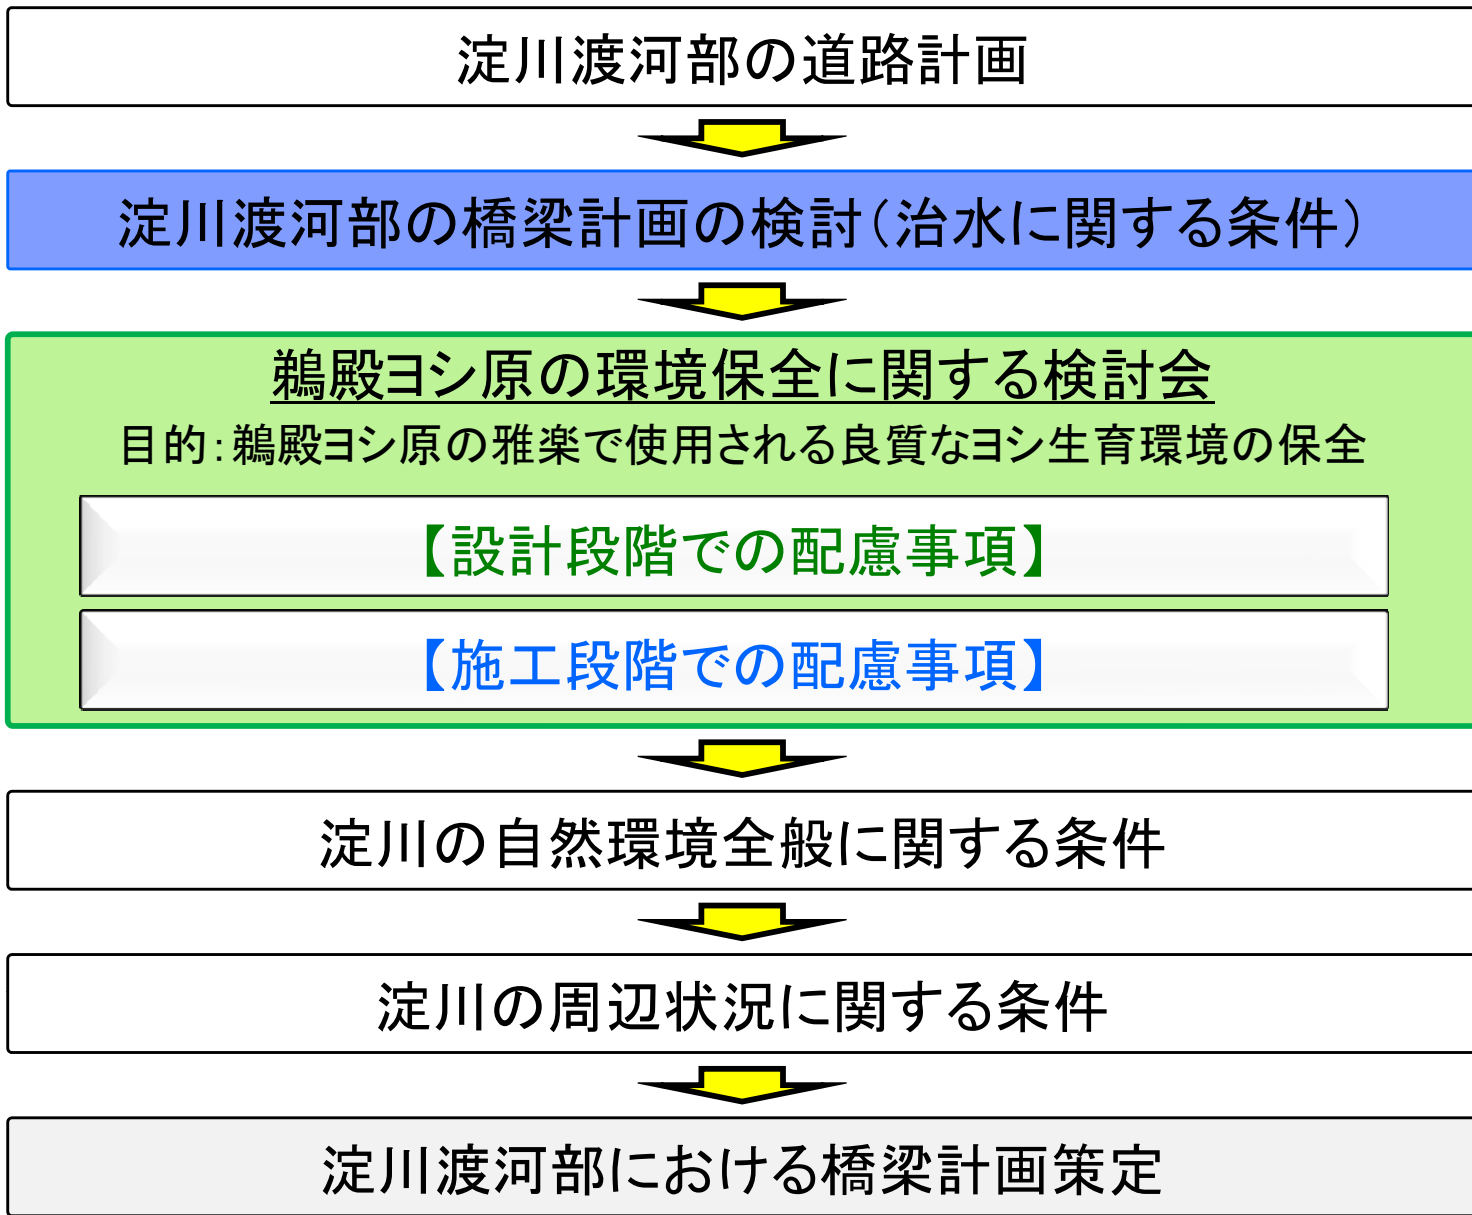 淀川渡河部の道路計画
淀川渡河部の橋梁計画の検討（治水に関する条件）
鵜殿ヨシ原の環境保全に関する検討会
目的：鵜殿ヨシ原の雅楽で使用される良質なヨシ生育環境の保全
【設計段階での配慮事項】
【施工段階での配慮事項】
淀川の自然環境全般に関する条件
淀川の周辺状況に関する条件
淀川渡河部における橋梁計画策定